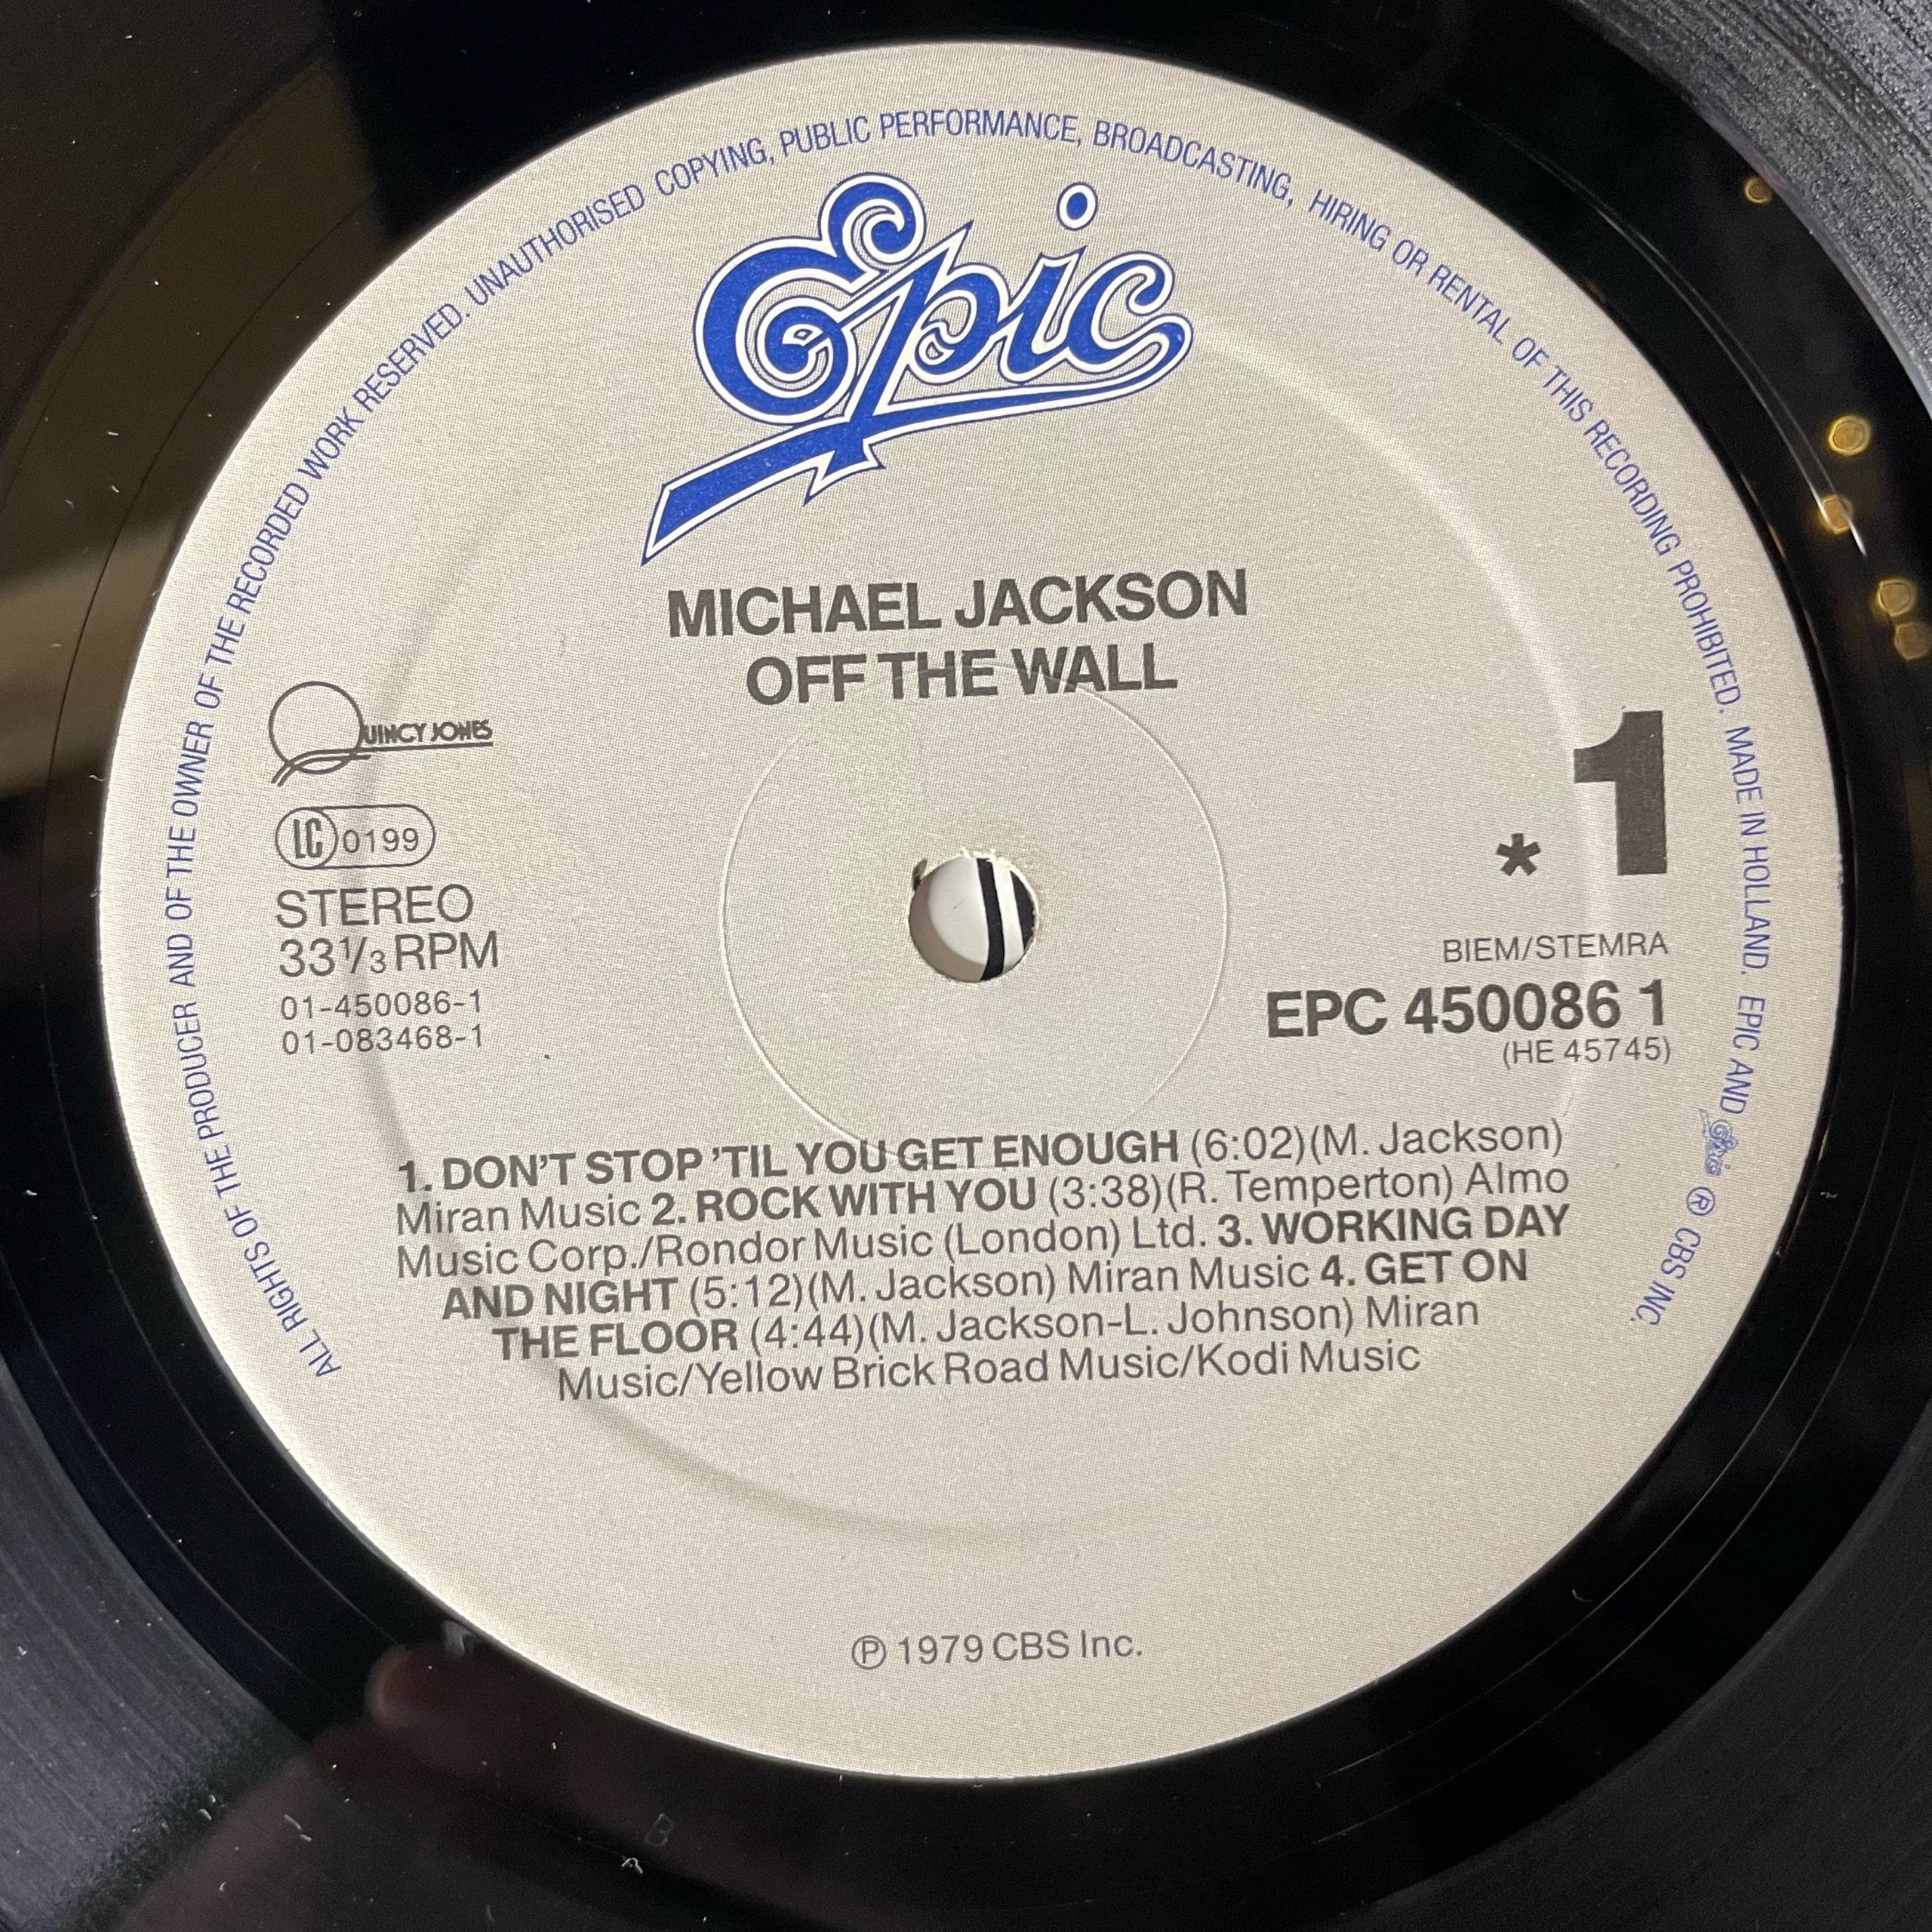 ALL RIGHTS OF THE PRODUCER AND OF THE OWNER OF THE RECORDED WORK RESERVED. UNAUTHORISED COPYING, PUBLIC PERFORMANCE, BROADCASTING, HIRING OR RENTAL OF THIS RECORDING PROHIBITED. MADE IN HOLLAND. EPIC AND Epic ® CBS INC.
Epic
MICHAEL JACKSON
OFF THE WALL
QUINCY JONES
LC 0199
STEREO
33⅓ RPM
01-450086-1
01-083468-1
* 1
BIEM/STEMRA
EPC 450086 1
(HE 45745)
1. DON'T STOP 'TIL YOU GET ENOUGH (6:02)(M. Jackson)
Miran Music 2. ROCK WITH YOU (3:38)(R. Temperton) Almo
Music Corp./Rondor Music (London) Ltd. 3. WORKING DAY
AND NIGHT (5:12)(M. Jackson) Miran Music 4. GET ON
THE FLOOR (4:44)(M. Jackson-L. Johnson) Miran
Music/Yellow Brick Road Music/Kodi Music
℗ 1979 CBS Inc.
B